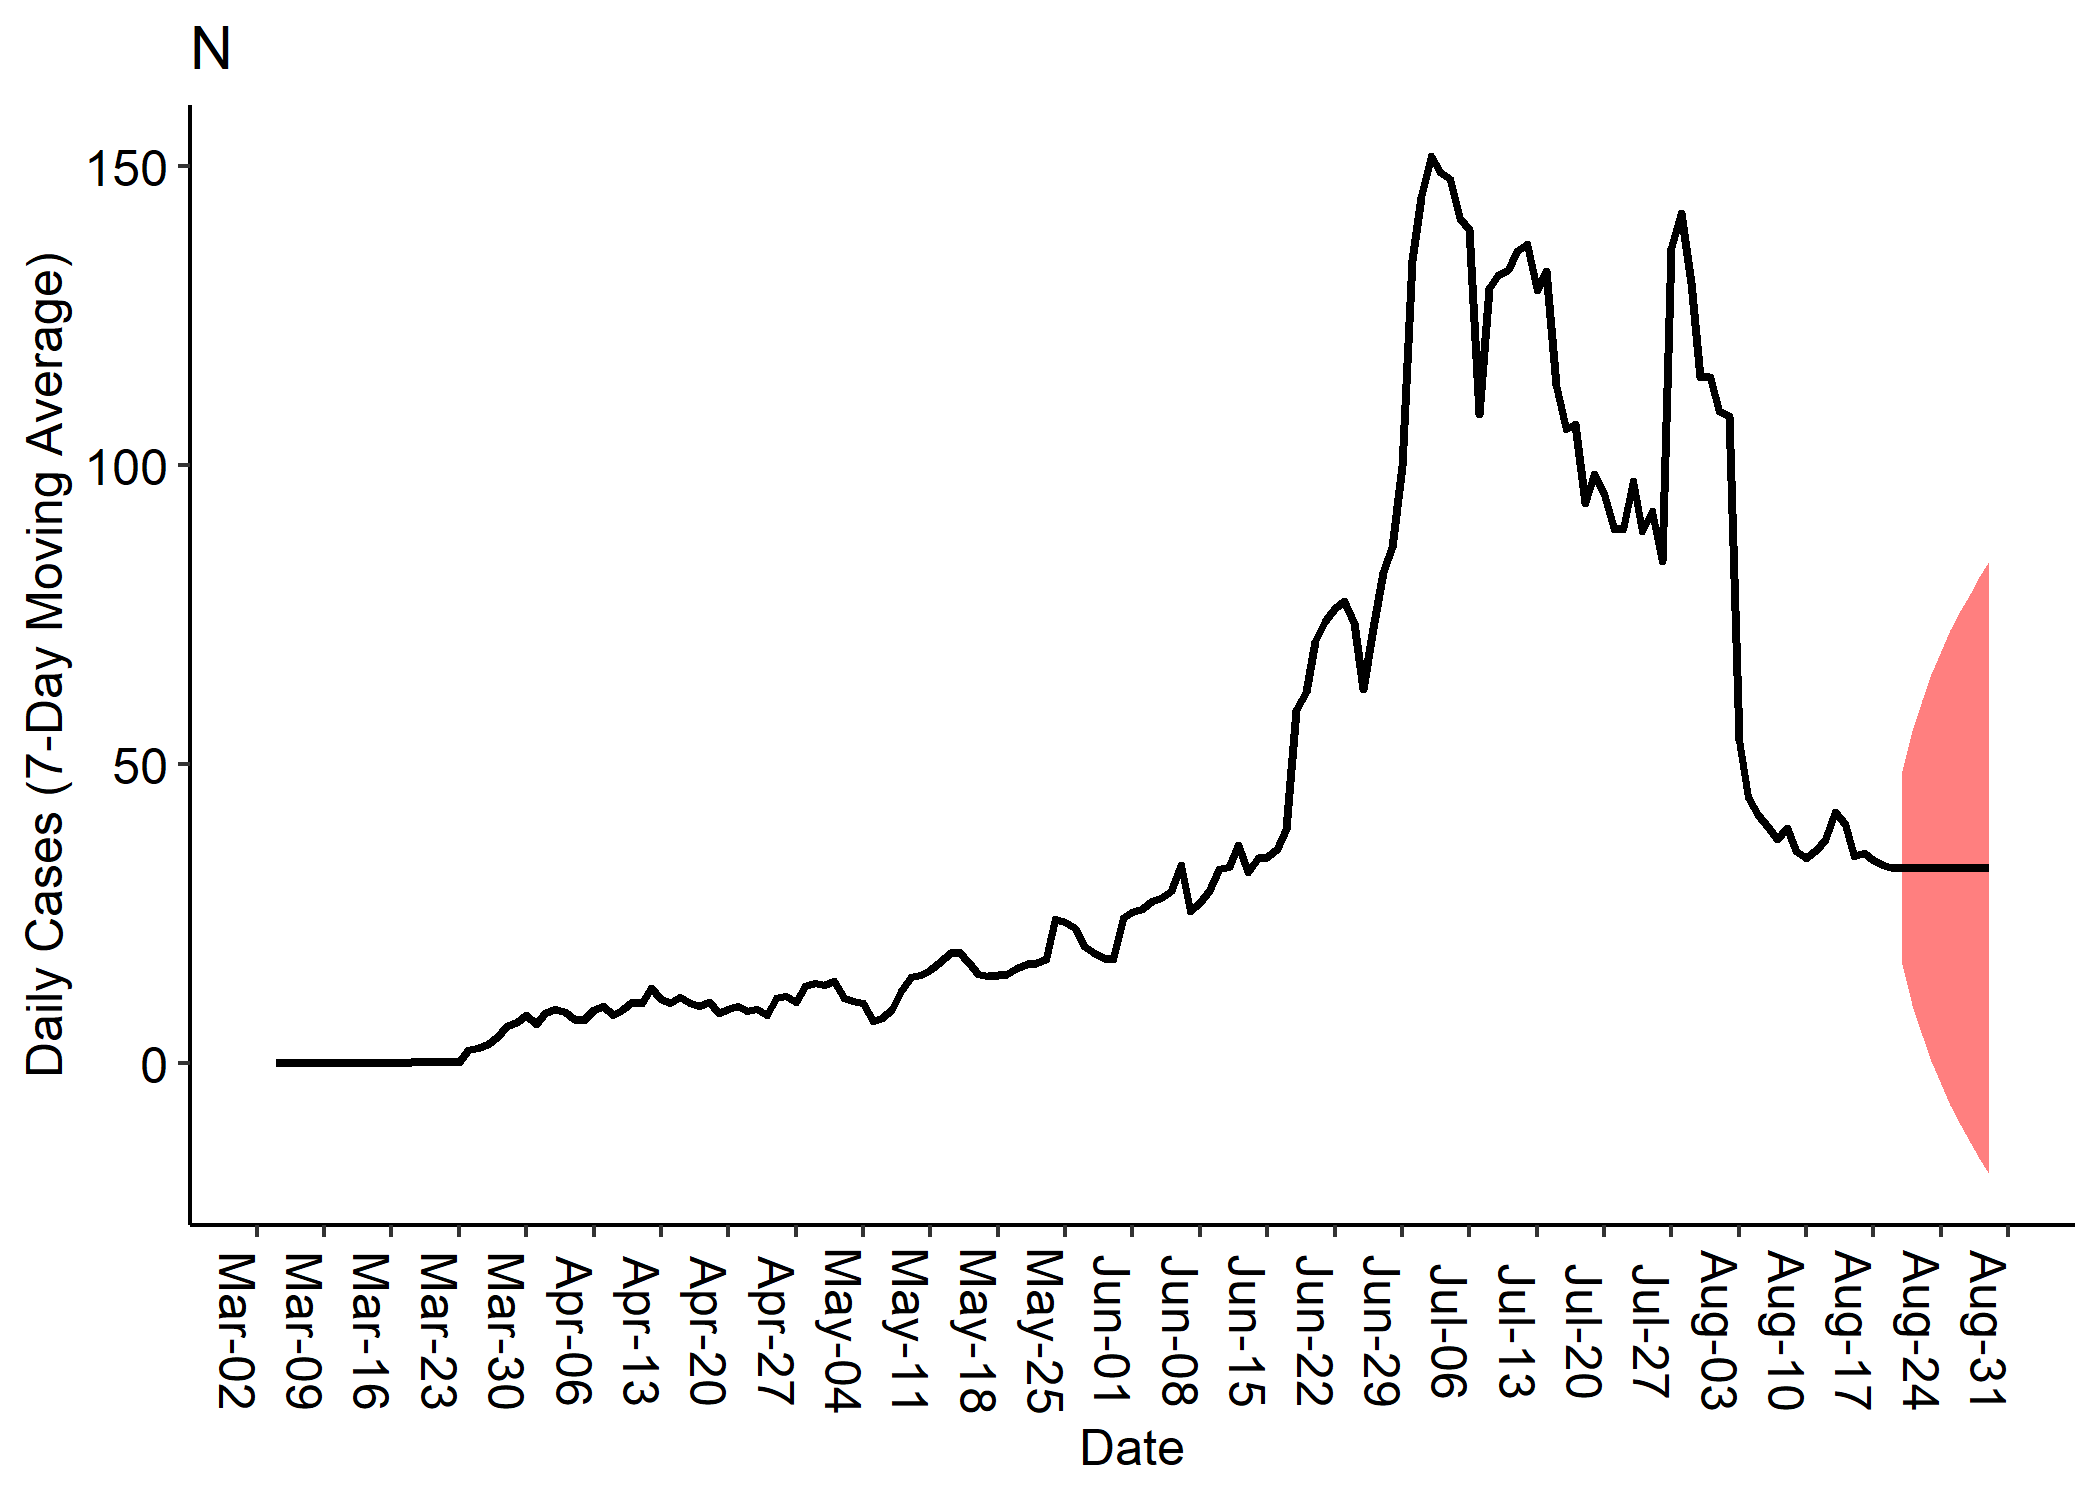 N
Daily Cases (7-Day Moving Average)
150
100
50
0
Mar-02
Mar-09
Mar-16
Mar-23
Mar-30
Apr-06
Apr-13
Apr-20
Apr-27
May-04
May-11
May-18
May-25
Jun-01
Jun-08
Jun-15
Jun-22
Jun-29
Jul-06
Jul-13
Jul-20
Jul-27
Aug-03
Aug-10
Aug-17
Aug-24
Aug-31
Date